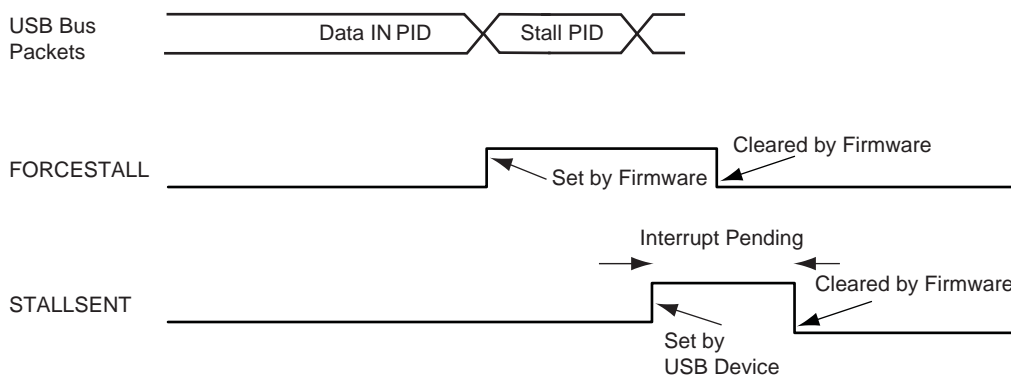 USB Bus
Packets
Data IN PID
Stall PID
FORCESTALL
Set by Firmware
Cleared by Firmware
Interrupt Pending
STALLSENT
Cleared by Firmware
Set by
USB Device